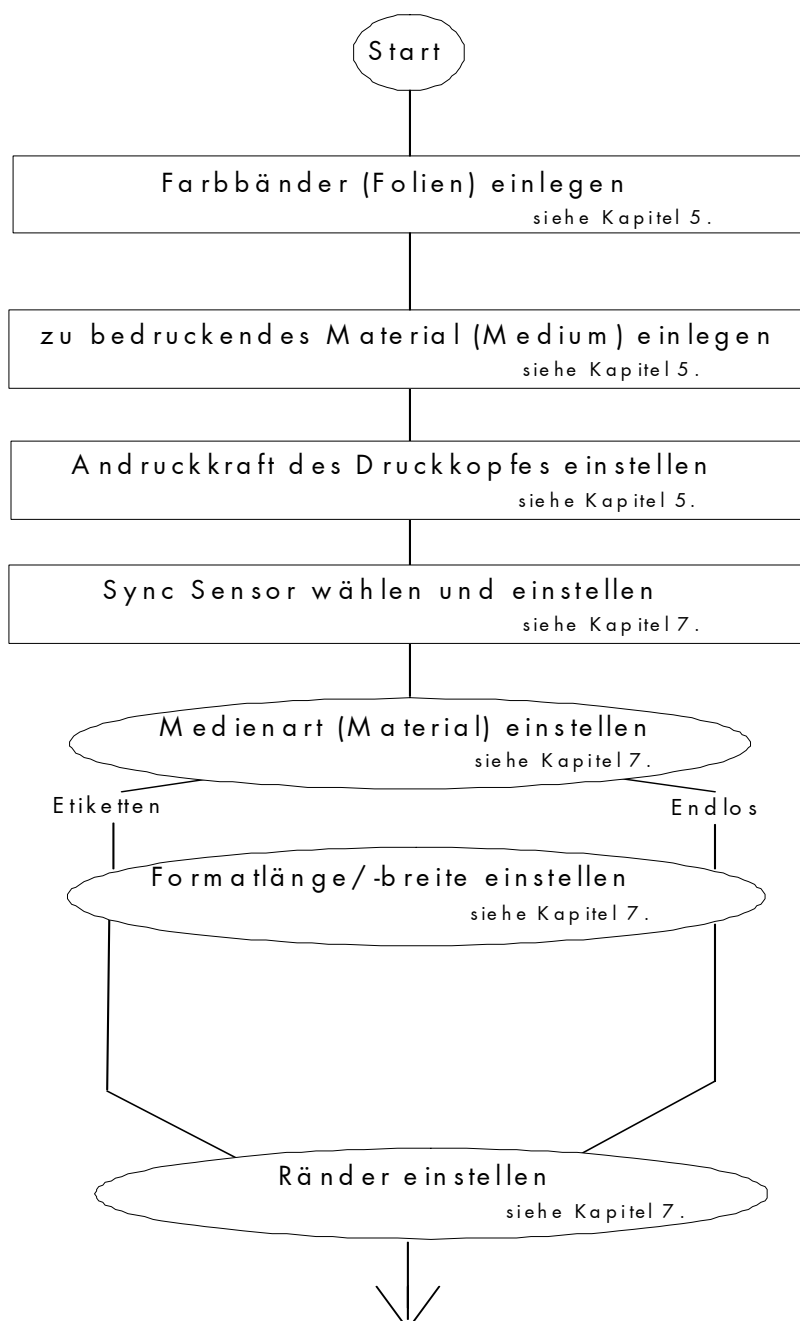 Start
Farbbänder (Folien) einlegen
siehe Kapitel 5.
zu bedruckendes Material (Medium) einlegen
siehe Kapitel 5.
Andruckkraft des Druckkopfes einstellen
siehe Kapitel 5.
Sync Sensor wählen und einstellen
siehe Kapitel 7.
Medienart (Material) einstellen
siehe Kapitel 7.
Etiketten
Endlos
Formatlänge/-breite einstellen
siehe Kapitel 7.
Ränder einstellen
siehe Kapitel 7.